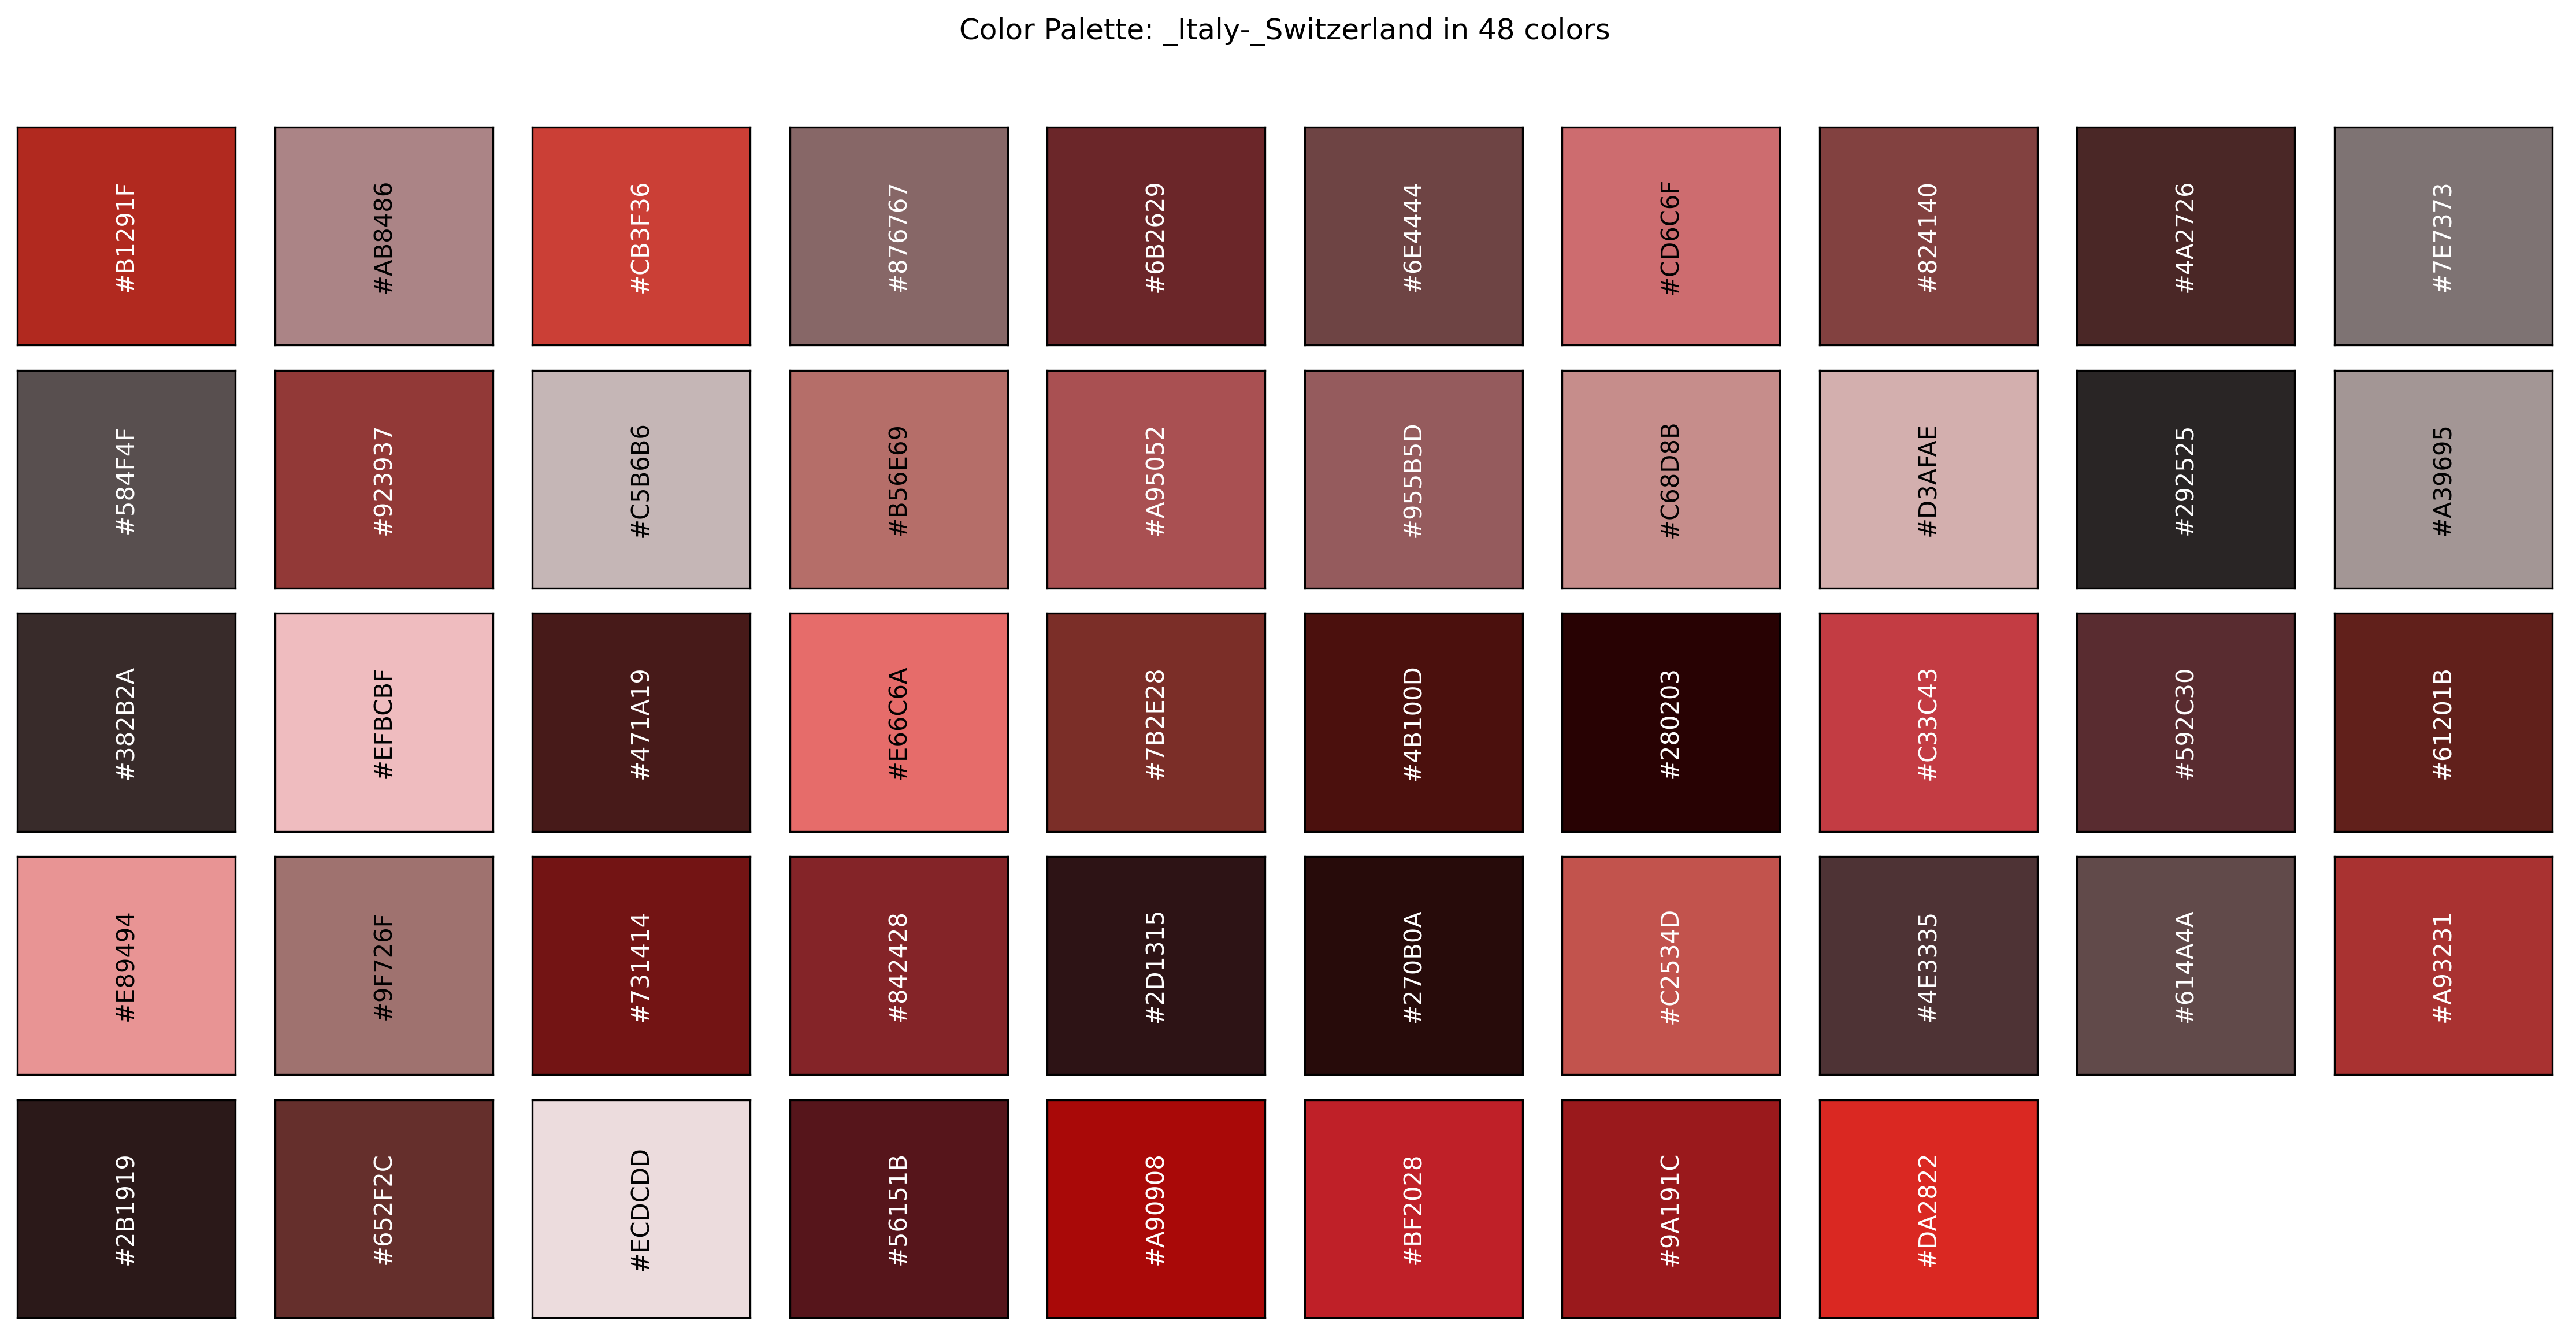 Color Palette: _Italy-_Switzerland in 48 colors
#B1291F
#AB8486
#CB3F36
#876767
#6B2629
#6E4444
#CD6C6F
#824140
#4A2726
#7E7373
#584F4F
#923937
#C5B6B6
#B56E69
#A95052
#955B5D
#C68D8B
#D3AFAE
#292525
#A39695
#382B2A
#EFBCBF
#471A19
#E66C6A
#7B2E28
#4B100D
#280203
#C33C43
#592C30
#61201B
#E89494
#9F726F
#731414
#842428
#2D1315
#270B0A
#C2534D
#4E3335
#614A4A
#A93231
#2B1919
#652F2C
#ECDCDD
#56151B
#A90908
#BF2028
#9A191C
#DA2822